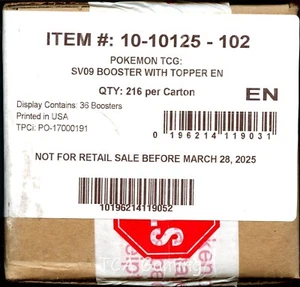 ITEM #: 10-10125 - 102
POKEMON TCG:
SV09 BOOSTER WITH TOPPER EN
QTY: 216 per Carton
EN
Display Contains: 36 Boosters
Printed in USA
TPCi: PO-17000191
0 196214 119031
NOT FOR RETAIL SALE BEFORE MARCH 28, 2025
10196214119052